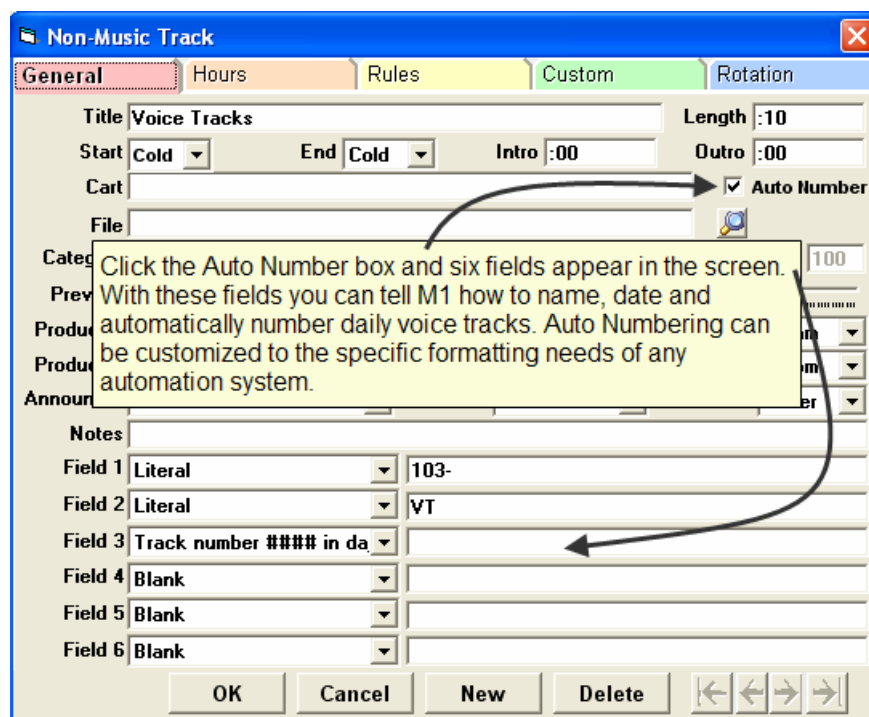 Non-Music Track
General Hours Rules Custom Rotation
Title Voice Tracks Length :10
Start Cold End Cold Intro :00 Outro :00
Cart Auto Number
File
100
Click the Auto Number box and six fields appear in the screen.
With these fields you can tell M1 how to name, date and
automatically number daily voice tracks. Auto Numbering can
be customized to the specific formatting needs of any
automation system.
Notes
Field 1 Literal 103-
Field 2 Literal VT
Field 3 Track number #### in da
Field 4 Blank
Field 5 Blank
Field 6 Blank
OK Cancel New Delete